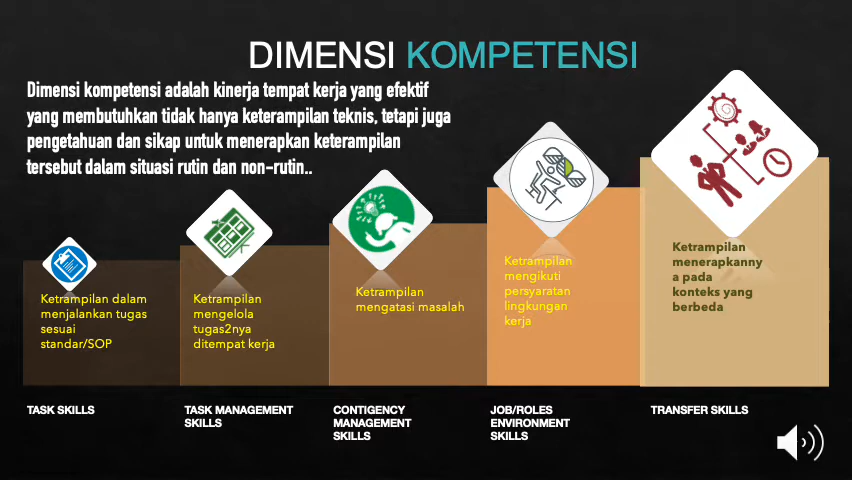 DIMENSI KOMPETENSI
Dimensi kompetensi adalah kinerja tempat kerja yang efektif
yang membutuhkan tidak hanya keterampilan teknis, tetapi juga
pengetahuan dan sikap untuk menerapkan keterampilan
tersebut dalam situasi rutin dan non-rutin..
Ketrampilan dalam
menjalankan tugas
sesuai
standar/SOP
Ketrampilan
mengelola
tugas2nya
ditempat kerja
Ketrampilan
mengatasi masalah
Ketrampilan
mengikuti
persyaratan
lingkungan
kerja
Ketrampilan
menerapkanny
a pada
konteks yang
berbeda
TASK SKILLS
TASK MANAGEMENT
SKILLS
CONTIGENCY
MANAGEMENT
SKILLS
JOB/ROLES
ENVIRONMENT
SKILLS
TRANSFER SKILLS